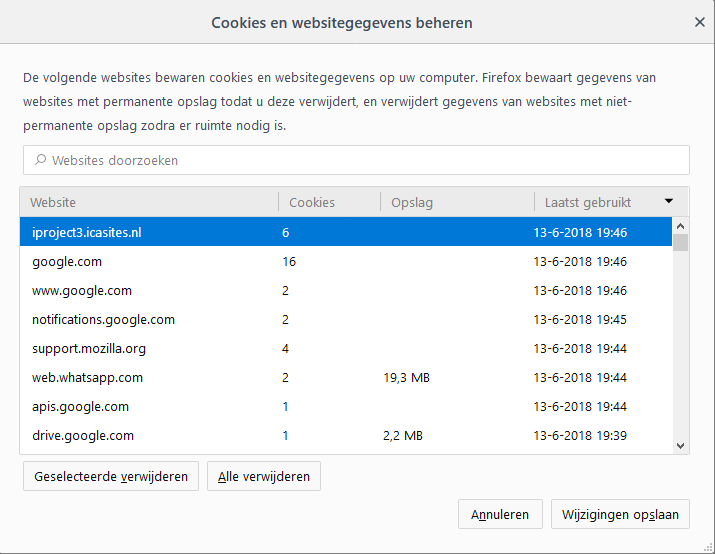 Cookies en websitegegevens beheren
De volgende websites bewaren cookies en websitegegevens op uw computer. Firefox bewaart gegevens van
websites met permanente opslag todat u deze verwijdert, en verwijdert gegevens van websites met niet-
permanente opslag zodra er ruimte nodig is.
Websites doorzoeken
Website Cookies Opslag Laatst gebruikt
iproject3.icasites.nl 6 13-6-2018 19:46
google.com 16 13-6-2018 19:46
www.google.com 2 13-6-2018 19:46
notifications.google.com 2 13-6-2018 19:45
support.mozilla.org 4 13-6-2018 19:44
web.whatsapp.com 2 19,3 MB 13-6-2018 19:44
apis.google.com 1 13-6-2018 19:44
drive.google.com 1 2,2 MB 13-6-2018 19:39
Geselecteerde verwijderen Alle verwijderen
Annuleren Wijzigingen opslaan